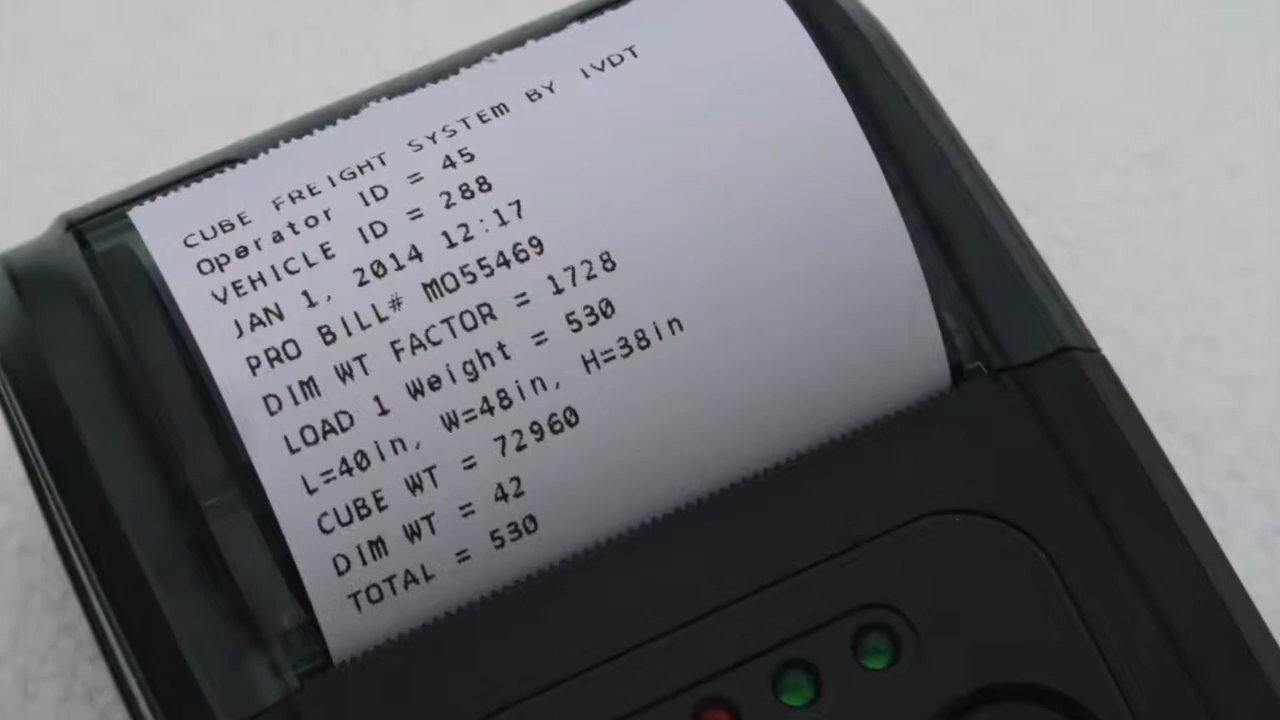 CUBE FREIGHT SYSTEM BY IVDT
Operator ID = 45
VEHICLE ID = 288
JAN 1, 2014 12:17
PRO BILL# MO55469
DIM WT FACTOR = 1728
LOAD 1 Weight = 530
L=40in, W=48in, H=38in
CUBE WT = 72960
DIM WT = 42
TOTAL = 530